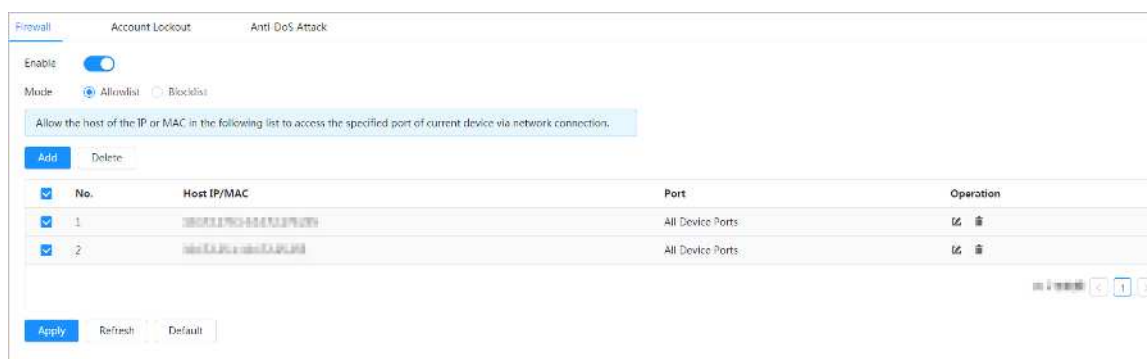 Firewall Account Lockout Anti-DoS Attack
Enable
Mode Allowlist Blocklist
Allow the host of the IP or MAC in the following list to access the specified port of current device via network connection.
Add Delete
No. Host IP/MAC Port Operation
1 All Device Ports
2 All Device Ports
1
Apply Refresh Default